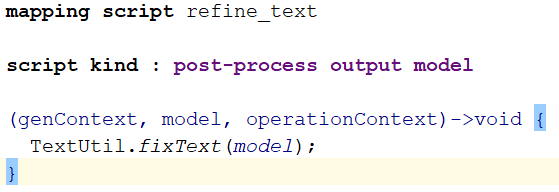 mapping script refine_text
script kind : post-process output model
(genContext, model, operationContext)->void {
TextUtil.fixText(model);
}